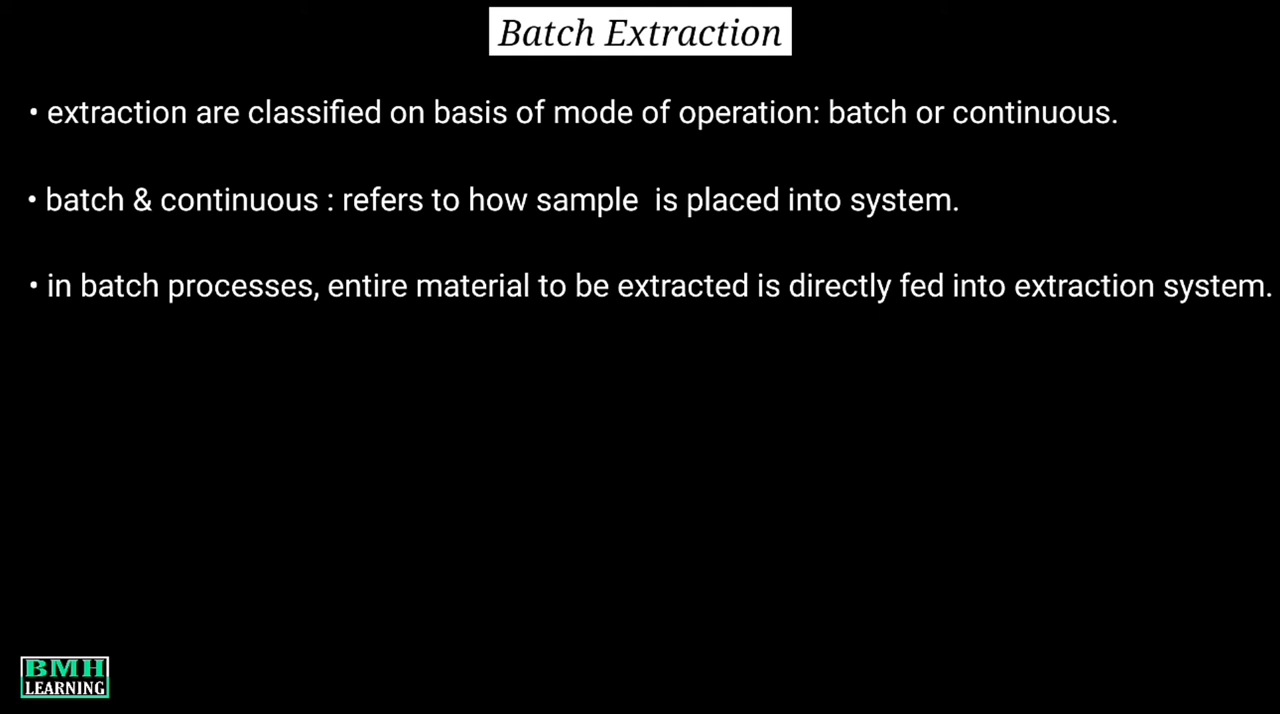 Batch Extraction
• extraction are classified on basis of mode of operation: batch or continuous.
• batch & continuous : refers to how sample  is placed into system.
• in batch processes, entire material to be extracted is directly fed into extraction system.
BMH
LEARNING